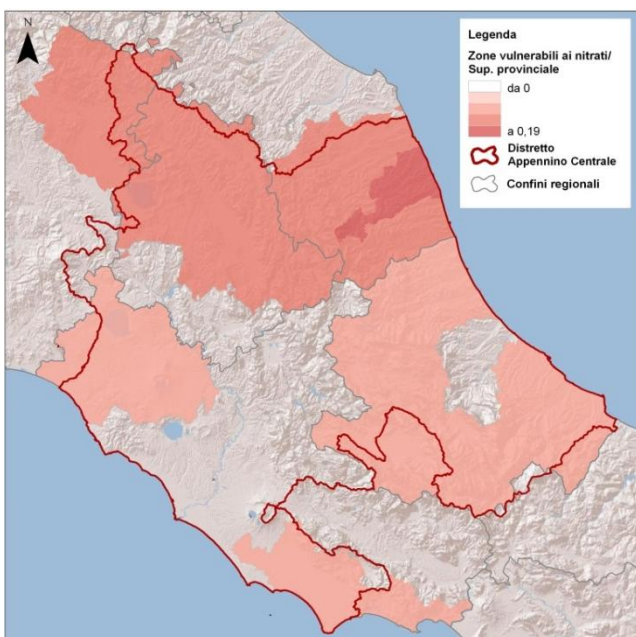 N
Legenda
Zone vulnerabili ai nitrati/
Sup. provinciale
da 0
a 0,19
Distretto
Appennino Centrale
Confini regionali